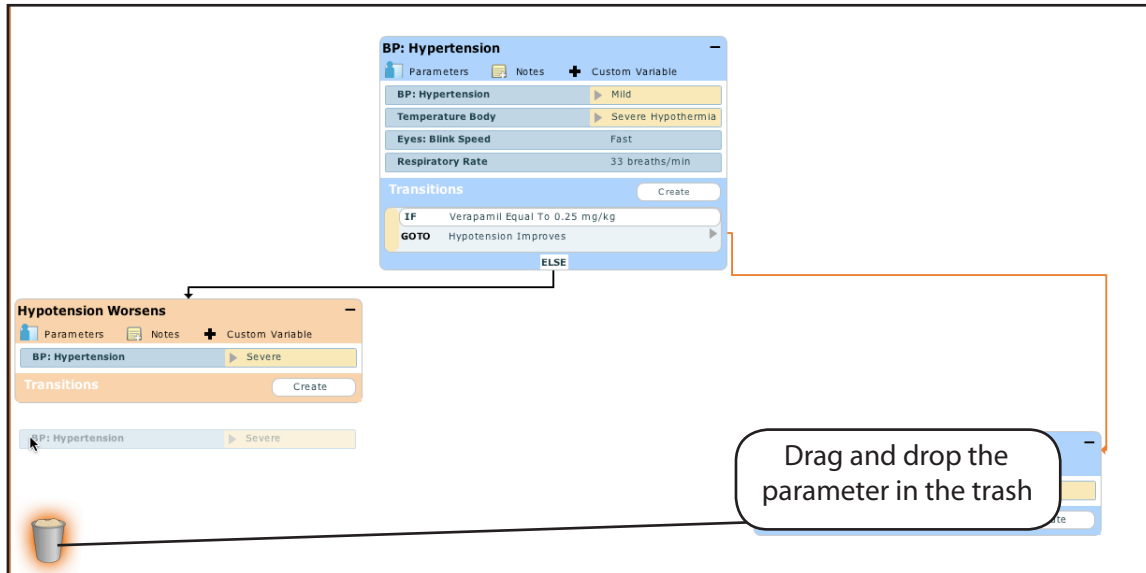 BP: Hypertension
Parameters Notes Custom Variable
BP: Hypertension Mild
Temperature Body Severe Hypothermia
Eyes: Blink Speed Fast
Respiratory Rate 33 breaths/min
Transitions Create
IF Verapamil Equal To 0.25 mg/kg
GOTO Hypotension Improves
ELSE
Hypotension Worsens
Parameters Notes Custom Variable
BP: Hypertension Severe
Transitions Create
BP: Hypertension Severe
Drag and drop the
parameter in the trash